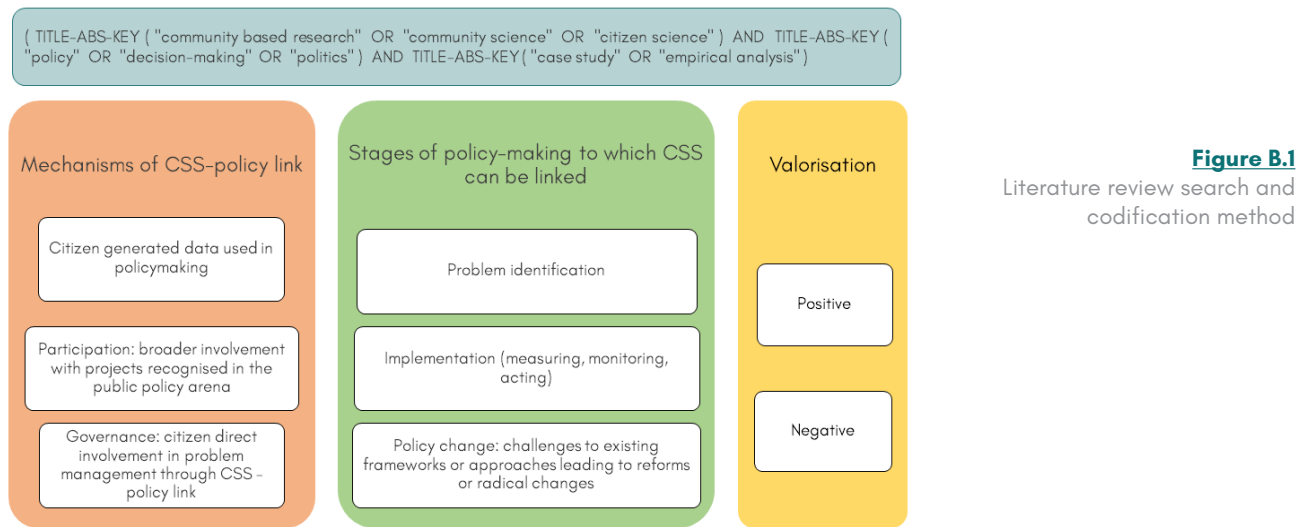 ( TITLE-ABS-KEY ( "community based research" OR "community science" OR "citizen science" ) AND TITLE-ABS-KEY (
"policy" OR "decision-making" OR "politics" ) AND TITLE-ABS-KEY( "case study" OR "empirical analysis" )
Mechanisms of CSS-policy link
Citizen generated data used in
policymaking
Participation: broader involvement
with projects recognised in the
public policy arena
Governance: citizen direct
involvement in problem
management through CSS -
policy link
Stages of policy-making to which CSS
can be linked
Problem identification
Implementation (measuring, monitoring,
acting)
Policy change: challenges to existing
frameworks or approaches leading to reforms
or radical changes
Valorisation
Positive
Negative
Figure B.1
Literature review search and
codification method